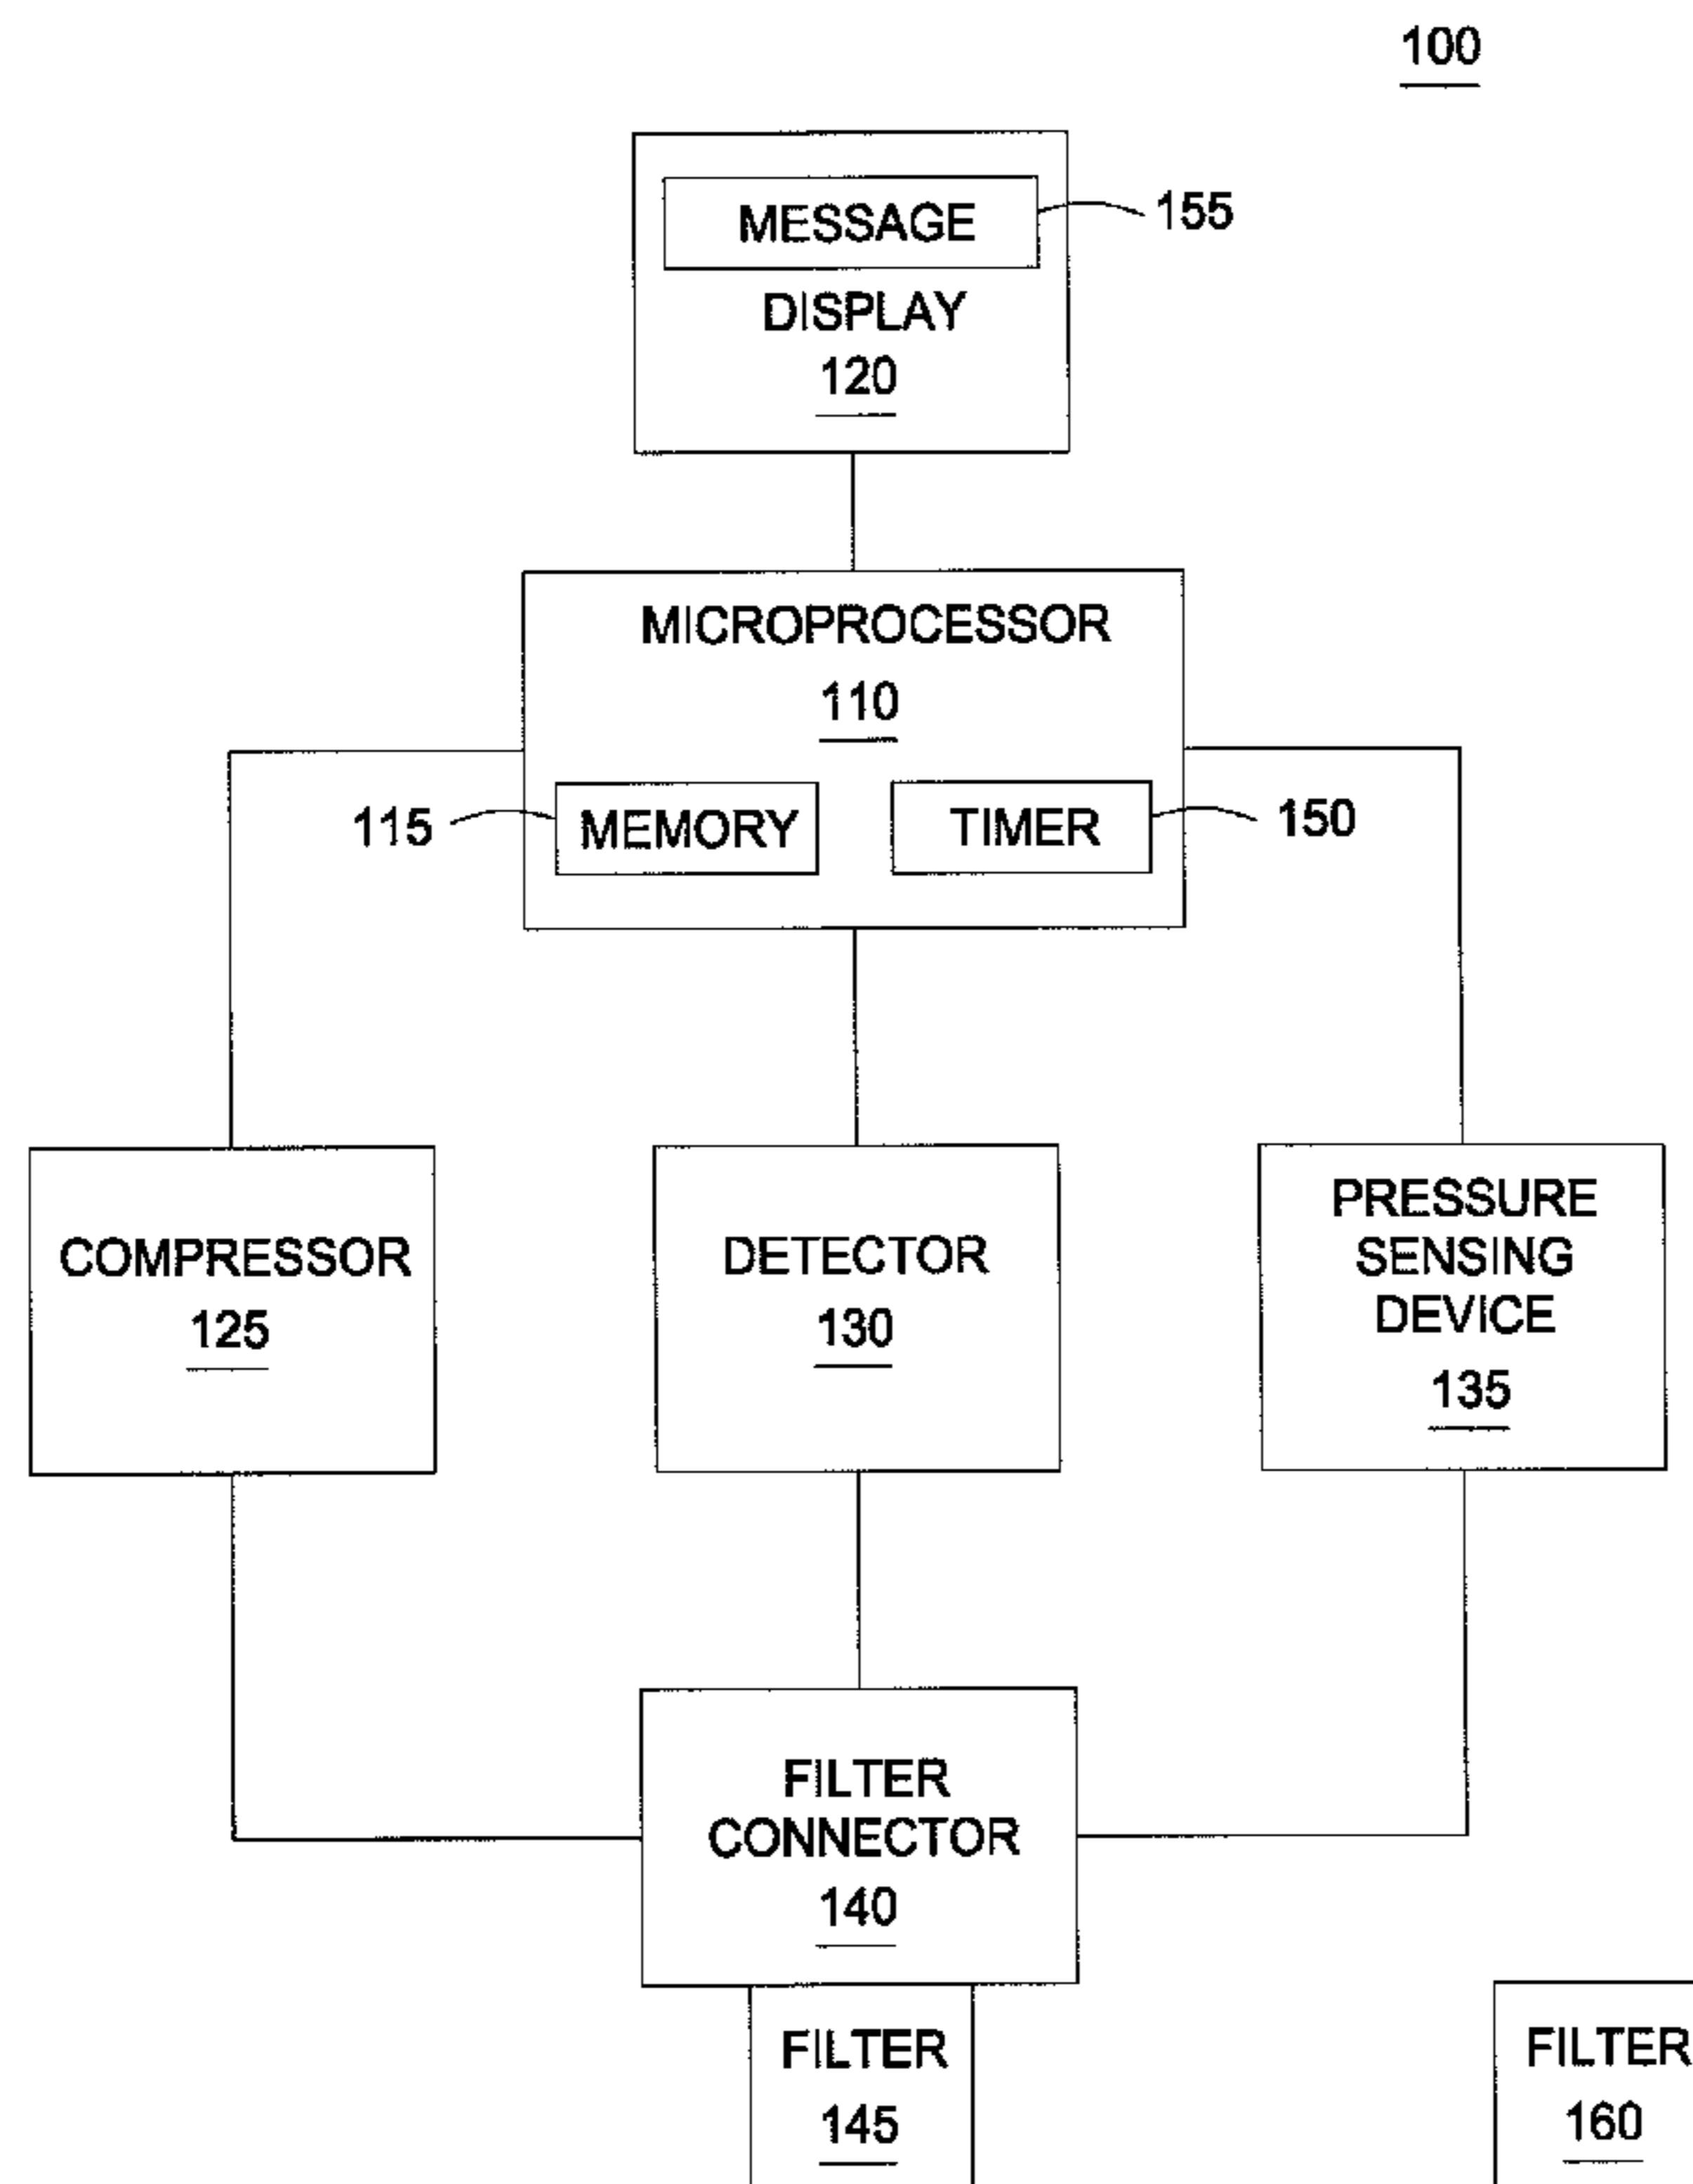 100
MESSAGE
155
DISPLAY
120
MICROPROCESSOR
110
115
MEMORY
TIMER
150
COMPRESSOR
125
DETECTOR
130
PRESSURE
SENSING
DEVICE
135
FILTER
CONNECTOR
140
FILTER
145
FILTER
160